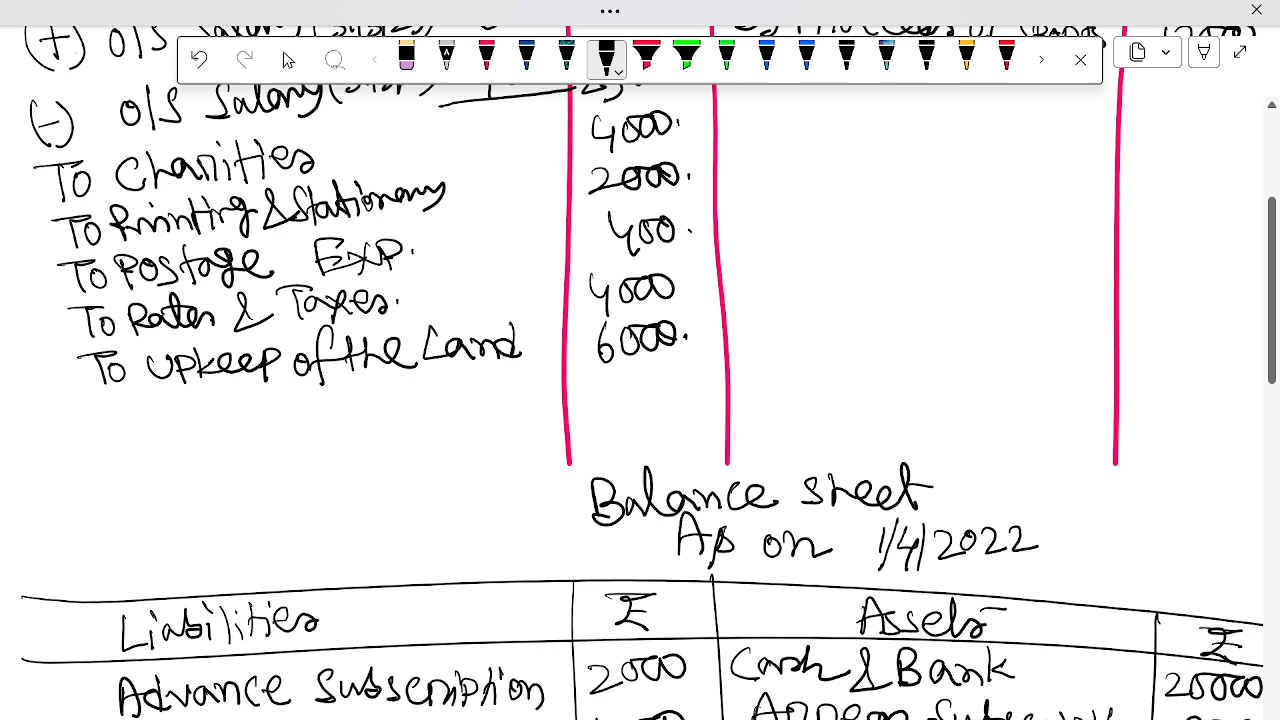 (+) O/S
(-) O/S Salary
4000.
To Charities
2000.
To Printing & Stationary
400.
To Postage Exp.
4000
To Rates & Taxes.
6000.
To Upkeep of the Land
Balance sheet
As on 1/4/2022
Liabilities ₹ Assets ₹
Advance Subscription 2000 Cash & Bank 20000